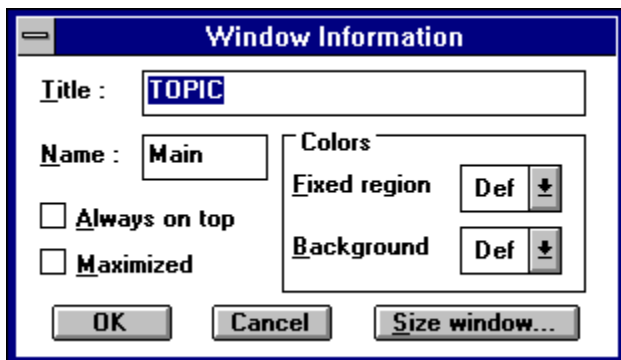 Window Information
Title : TOPIC
Name : Main
Colors
Fixed region Def
Always on top
Background Def
Maximized
OK Cancel Size window...